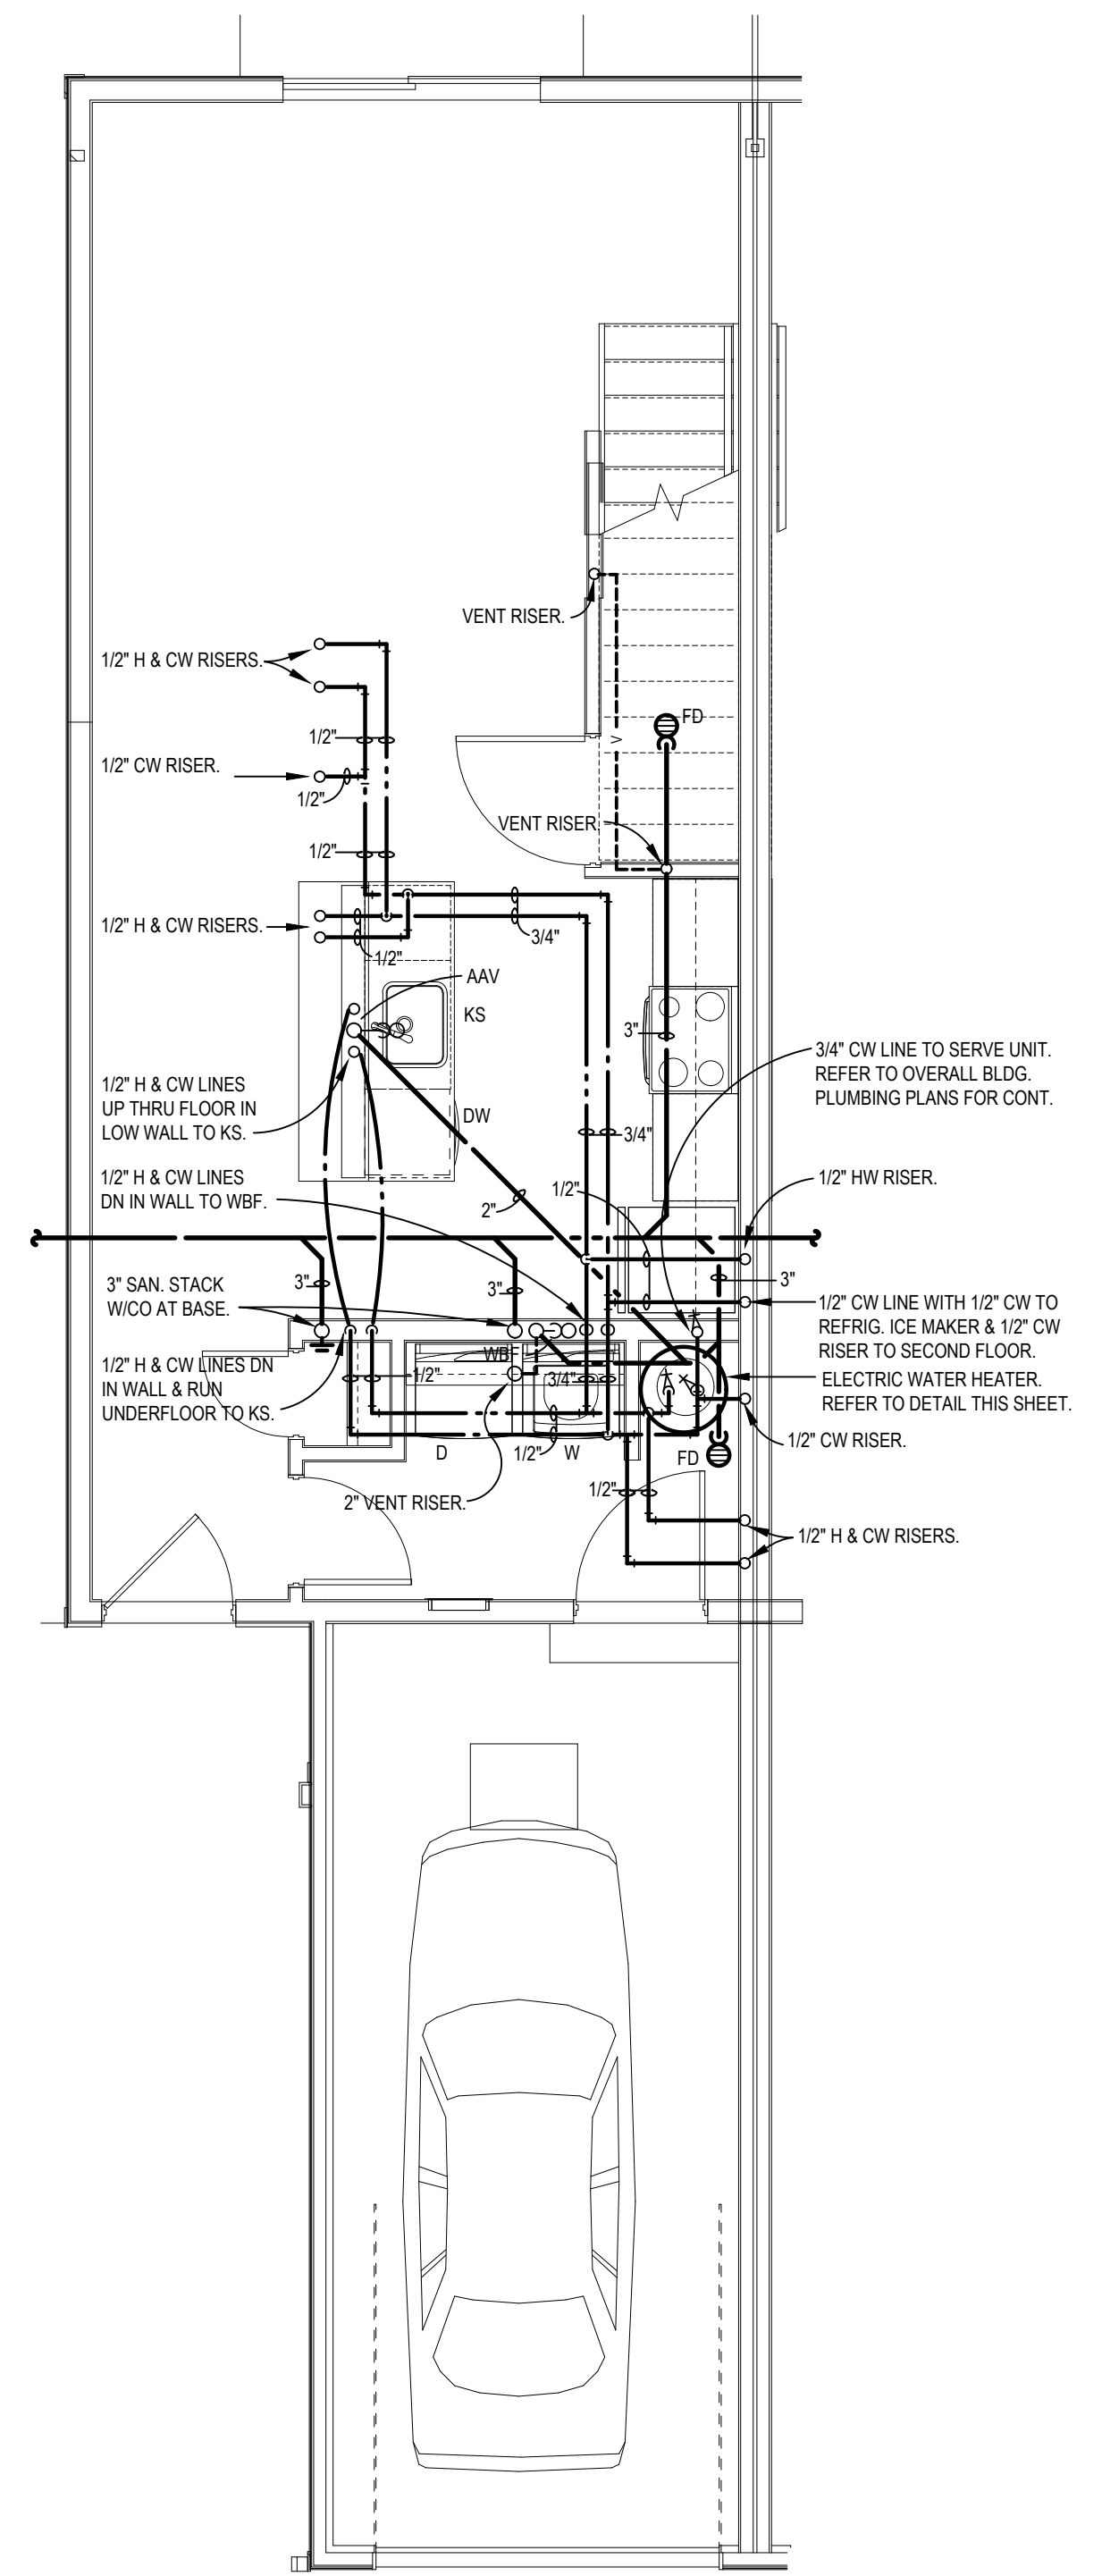 VENT RISER.
1/2" H & CW RISERS.
FD
1/2"
V
1/2" CW RISER.
1/2"
VENT RISER.
1/2"
1/2" H & CW RISERS.
3/4"
1/2"
AAV
KS
3"
3/4" CW LINE TO SERVE UNIT.
REFER TO OVERALL BLDG.
PLUMBING PLANS FOR CONT.
1/2" H & CW LINES
UP THRU FLOOR IN
LOW WALL TO KS.
DW
3/4"
1/2" H & CW LINES
DN IN WALL TO WBF.
1/2"
1/2" HW RISER.
2"
3" SAN. STACK
W/CO AT BASE.
3"
3"
3"
1/2" CW LINE WITH 1/2" CW TO
REFRIG. ICE MAKER & 1/2" CW
RISER TO SECOND FLOOR.
WBF
1/2" H & CW LINES DN
IN WALL & RUN
UNDERFLOOR TO KS.
1/2"
3/4"
ELECTRIC WATER HEATER.
REFER TO DETAIL THIS SHEET.
1/2" CW RISER.
D
1/2"
W
FD
2" VENT RISER.
1/2"
1/2" H & CW RISERS.